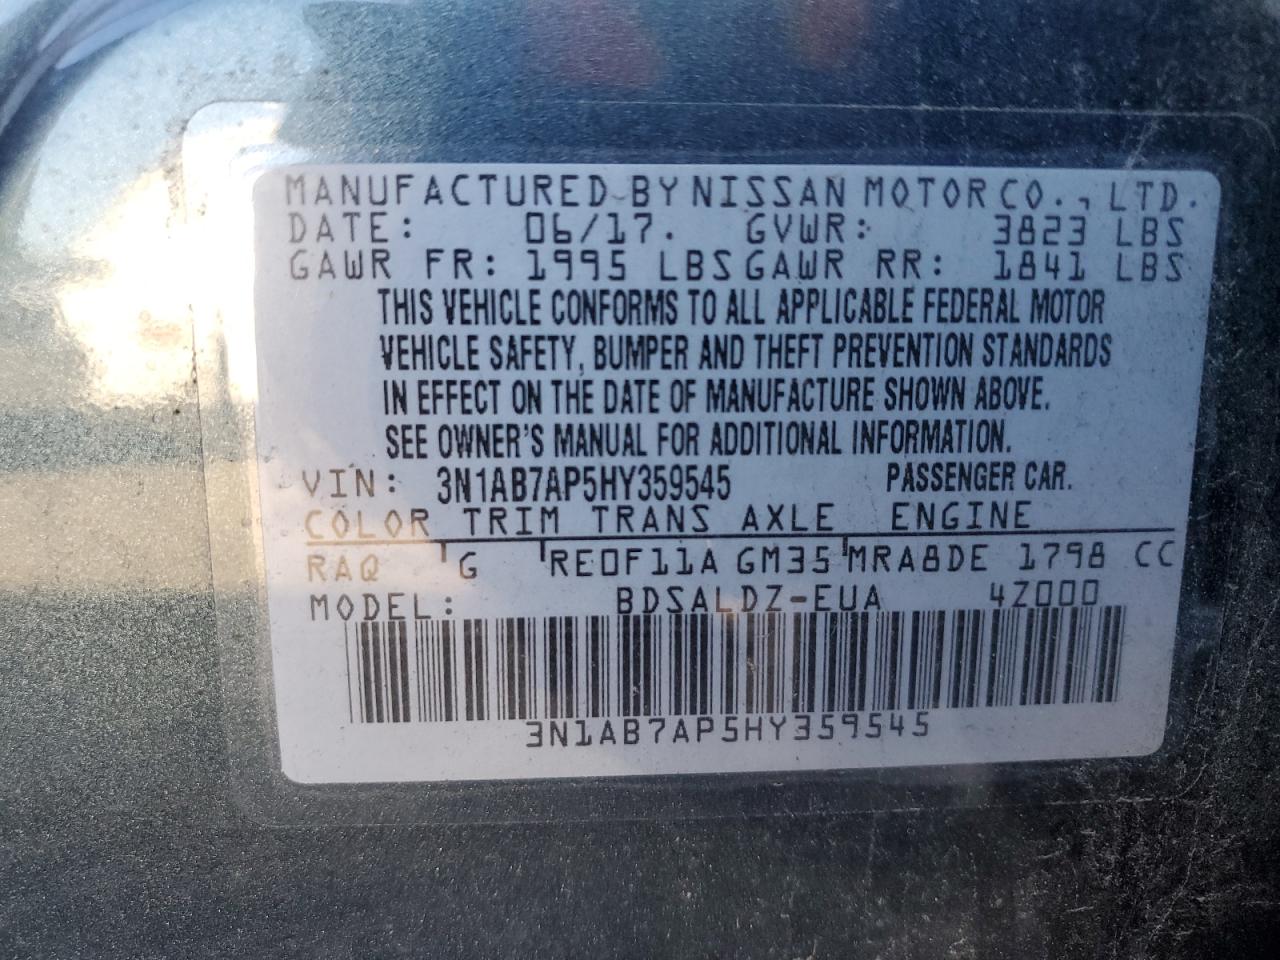 MANUFACTURED BY NISSAN MOTOR CO., LTD.
DATE: 06/17. GVWR: 3823 LBS
GAWR FR: 1995 LBS GAWR RR: 1841 LBS
THIS VEHICLE CONFORMS TO ALL APPLICABLE FEDERAL MOTOR
VEHICLE SAFETY, BUMPER AND THEFT PREVENTION STANDARDS
IN EFFECT ON THE DATE OF MANUFACTURE SHOWN ABOVE.
SEE OWNER'S MANUAL FOR ADDITIONAL INFORMATION.
VIN: 3N1AB7AP5HY359545 PASSENGER CAR.
COLOR TRIM TRANS AXLE ENGINE
RAQ G RE0F11A GM35 MRA8DE 1798 CC
MODEL: BDSALDZ-EUA 4Z000
3N1AB7AP5HY359545